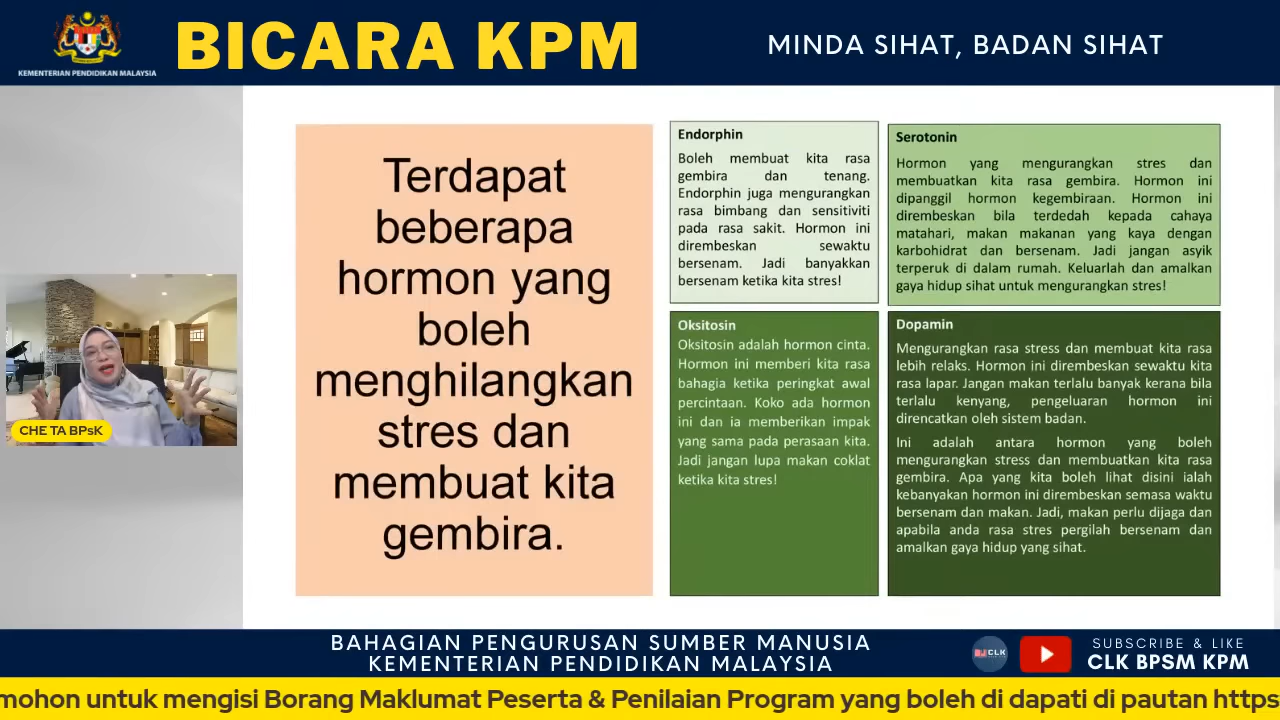 KEMENTERIAN PENDIDIKAN MALAYSIA
BICARA KPM
MINDA SIHAT, BADAN SIHAT
Terdapat
beberapa
hormon yang
boleh
menghilangkan
stres dan
membuat kita
gembira.
Endorphin
Boleh membuat kita rasa
gembira dan tenang.
Endorphin juga mengurangkan
rasa bimbang dan sensitiviti
pada rasa sakit. Hormon ini
dirembeskan sewaktu
bersenam. Jadi banyakkan
bersenam ketika kita stres!
Serotonin
Hormon yang mengurangkan stres dan
membuatkan kita rasa gembira. Hormon ini
dipanggil hormon kegembiraan. Hormon ini
dirembeskan bila terdedah kepada cahaya
matahari, makan makanan yang kaya dengan
karbohidrat dan bersenam. Jadi jangan asyik
terperuk di dalam rumah. Keluarlah dan amalkan
gaya hidup sihat untuk mengurangkan stres!
Oksitosin
Oksitosin adalah hormon cinta.
Hormon ini memberi kita rasa
bahagia ketika peringkat awal
percintaan. Koko ada hormon
ini dan ia memberikan impak
yang sama pada perasaan kita.
Jadi jangan lupa makan coklat
ketika kita stres!
Dopamin
Mengurangkan rasa stress dan membuat kita rasa
lebih relaks. Hormon ini dirembeskan sewaktu kita
rasa lapar. Jangan makan terlalu banyak kerana bila
terlalu kenyang, pengeluaran hormon ini
direncatkan oleh sistem badan.
Ini adalah antara hormon yang boleh
mengurangkan stress dan membuatkan kita rasa
gembira. Apa yang kita boleh lihat disini ialah
kebanyakan hormon ini dirembeskan semasa waktu
bersenam dan makan. Jadi, makan perlu dijaga dan
apabila anda rasa stres pergilah bersenam dan
amalkan gaya hidup yang sihat.
CHE TA BPsK
BAHAGIAN PENGURUSAN SUMBER MANUSIA
KEMENTERIAN PENDIDIKAN MALAYSIA
CLK
SUBSCRIBE & LIKE
CLK BPSM KPM
mohon untuk mengisi Borang Maklumat Peserta & Penilaian Program yang boleh di dapati di pautan https